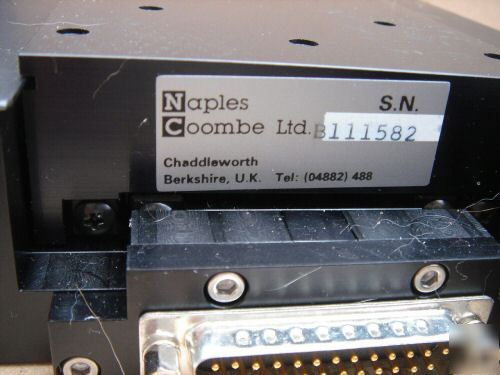 Naples S.N.
Coombe Ltd. B111582
Chaddleworth
Berkshire, U.K. Tel: (04882) 488